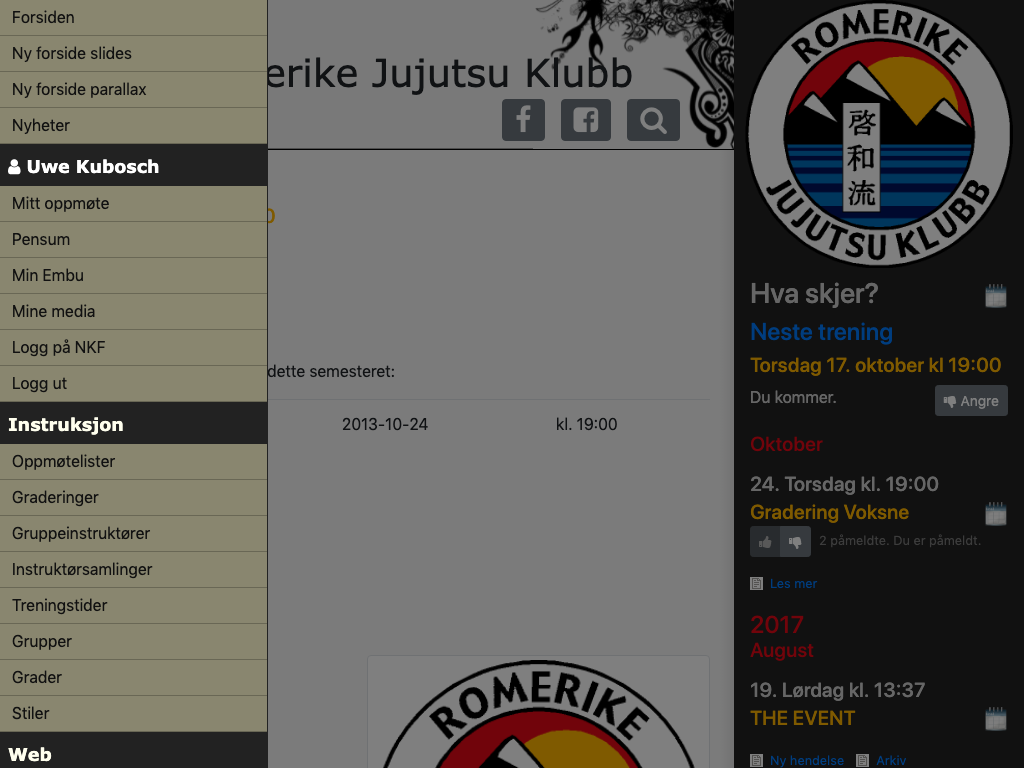 Forsiden
Ny forside slides
Ny forside parallax
Nyheter
Uwe Kubosch
Mitt oppmøte
Pensum
Min Embu
Mine media
Logg på NKF
Logg ut
Instruksjon
Oppmøtelister
Graderinger
Gruppeinstruktører
Instruktørsamlinger
Treningstider
Grupper
Grader
Stiler
Web
erike Jujutsu Klubb
dette semesteret:
2013-10-24 kl. 19:00
ROMERIKE
ROMERIKE
啓和流
JUJUTSU KLUBB
Hva skjer?
Neste trening
Torsdag 17. oktober kl 19:00
Du kommer.
Angre
Oktober
24. Torsdag kl. 19:00
Gradering Voksne
2 påmeldte. Du er påmeldt.
Les mer
2017
August
19. Lørdag kl. 13:37
THE EVENT
Ny hendelse Arkiv